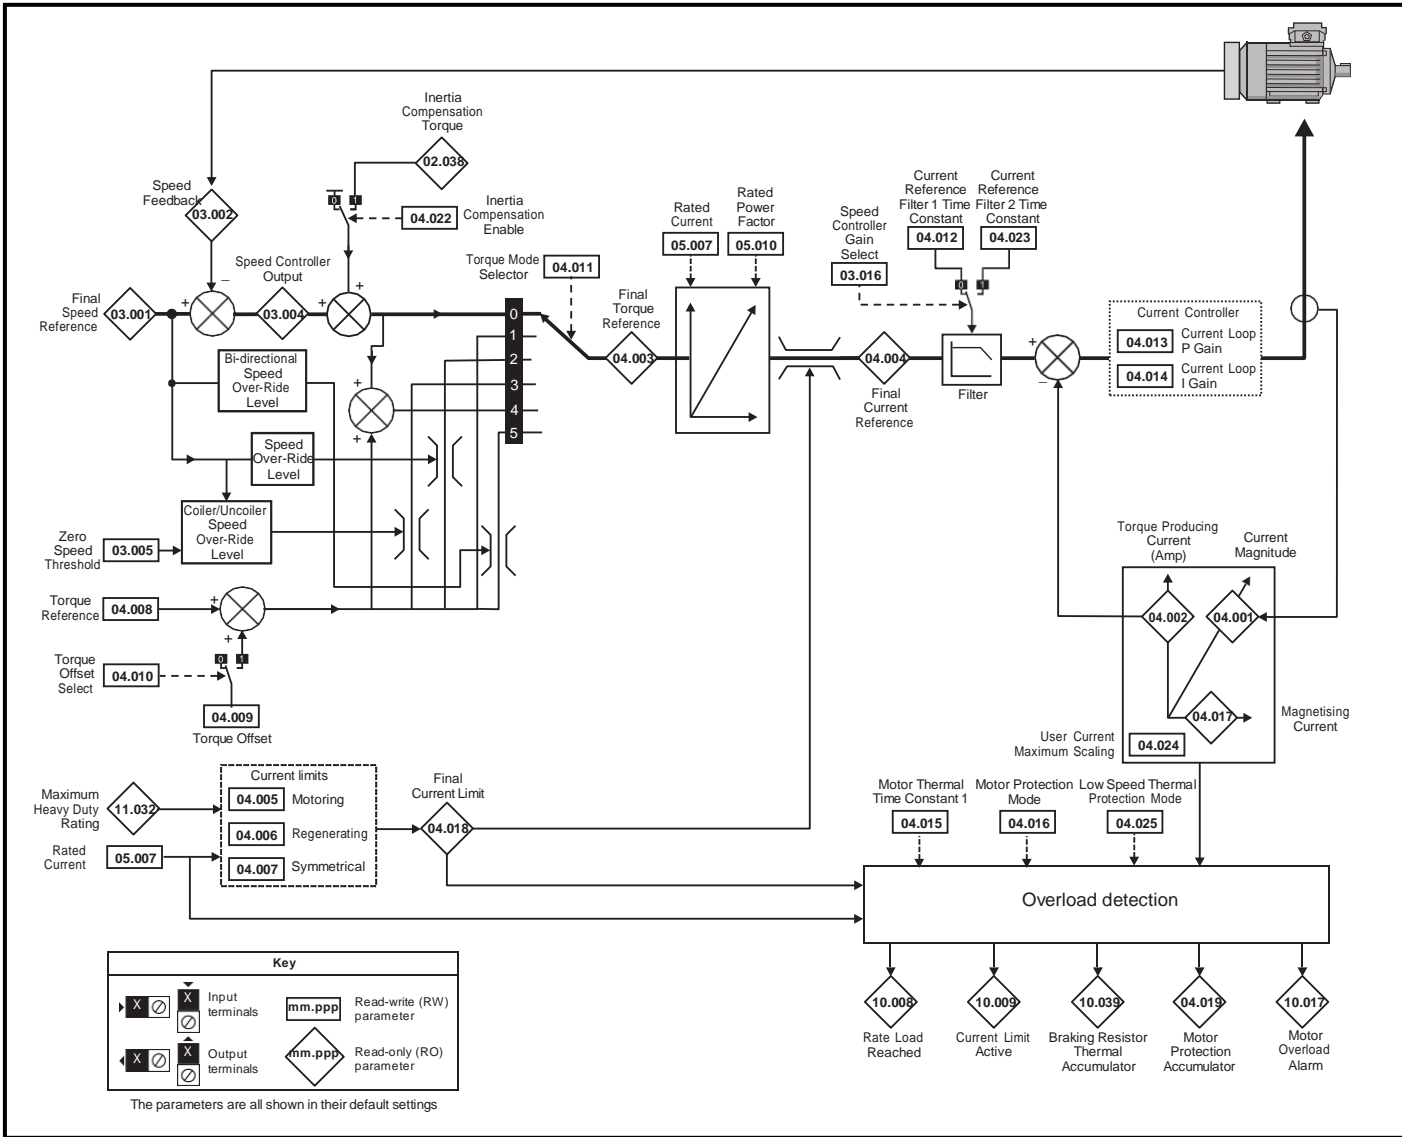 Inertia
Compensation
Torque
02.038
Speed
Feedback
03.002
0 1
04.022
Inertia
Compensation
Enable
Speed Controller
Output
03.004
Final
Speed
Reference
03.001
+
–
+
+
Torque Mode
Selector
04.011
Final
Torque
Reference
04.003
Rated
Current
05.007
Rated
Power
Factor
05.010
Speed
Controller
Gain
Select
03.016
Current
Reference
Filter 1 Time
Constant
04.012
Current
Reference
Filter 2 Time
Constant
04.023
0 1
04.004
Final
Current
Reference
Filter
+
–
Current Controller
04.013
Current Loop
P Gain
04.014
Current Loop
I Gain
0
1
2
3
4
5
Bi-directional
Speed
Over-Ride
Level
+
+
Speed
Over-Ride
Level
Coiler/Uncoiler
Speed
Over-Ride
Level
Zero
Speed
Threshold
03.005
Torque
Reference
04.008
+
+
0 1
Torque
Offset
Select
04.010
04.009
Torque Offset
Torque Producing
Current
(Amp)
Current
Magnitude
04.002
04.001
04.017
Magnetising
Current
User Current
Maximum Scaling
04.024
Maximum
Heavy Duty
Rating
11.032
Rated
Current
05.007
Current limits
04.005
Motoring
04.006
Regenerating
04.007
Symmetrical
Final
Current Limit
04.018
Motor Thermal
Time Constant 1
04.015
Motor Protection
Mode
04.016
Low Speed Thermal
Protection Mode
04.025
Overload detection
10.008
Rate Load
Reached
10.009
Current Limit
Active
10.039
Braking Resistor
Thermal
Accumulator
04.019
Motor
Protection
Accumulator
10.017
Motor
Overload
Alarm
Key
X
X
Input
terminals
mm.ppp
Read-write (RW)
parameter
X
X
Output
terminals
mm.ppp
Read-only (RO)
parameter
The parameters are all shown in their default settings